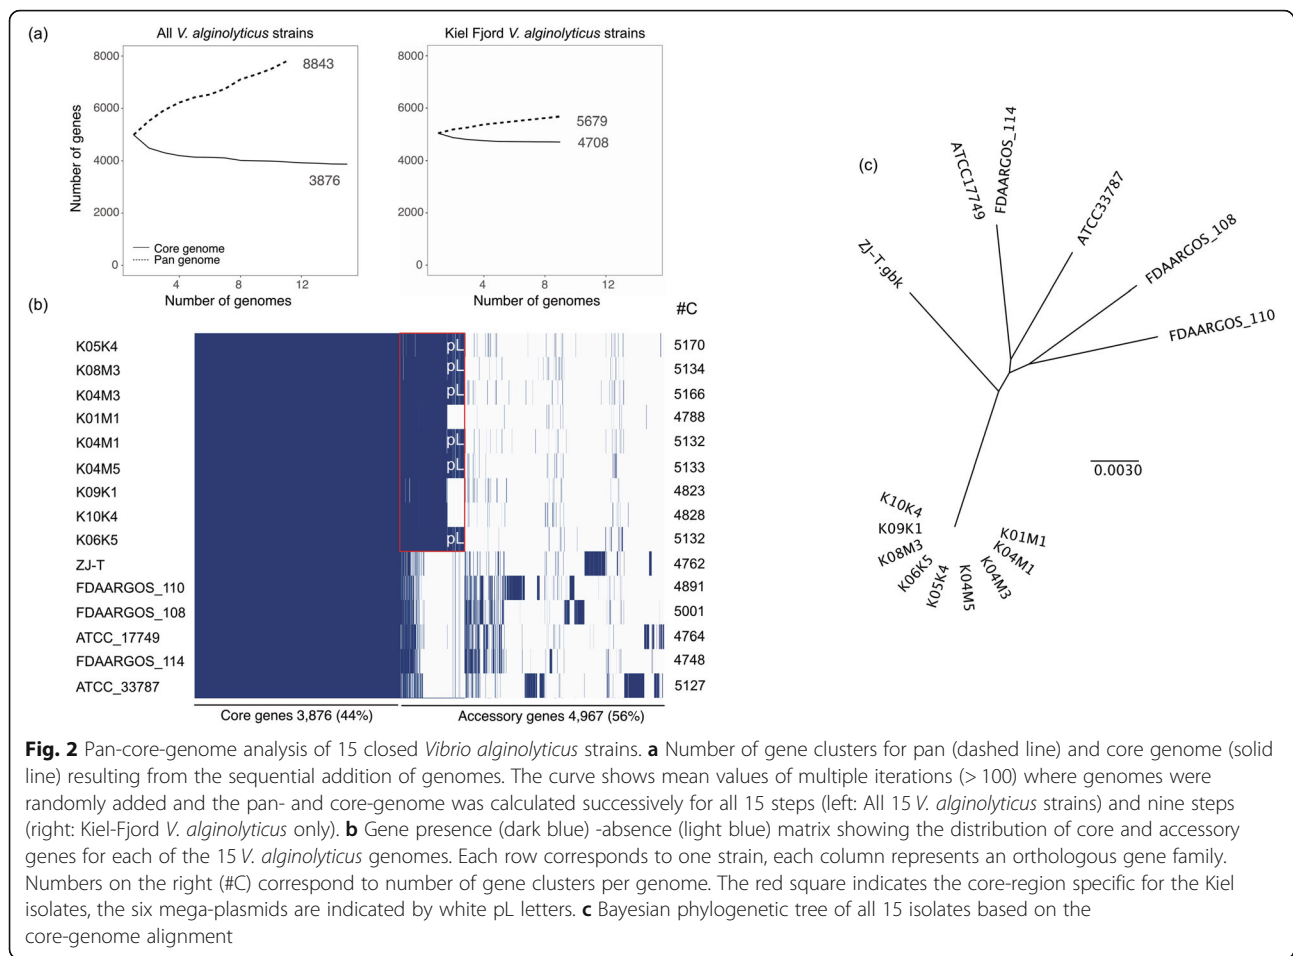 (a)
All V. alginolyticus strains
Kiel Fjord V. alginolyticus strains
Number of genes
8000
6000
4000
2000
0
8843
3876
Core genome
Pan genome
4
8
12
Number of genomes
8000
6000
4000
2000
0
5679
4708
4
8
12
Number of genomes
(b)
#C
K05K4 pL 5170
K08M3 pL 5134
K04M3 pL 5166
K01M1 4788
K04M1 pL 5132
K04M5 pL 5133
K09K1 4823
K10K4 4828
K06K5 pL 5132
ZJ-T 4762
FDAARGOS_110 4891
FDAARGOS_108 5001
ATCC_17749 4764
FDAARGOS_114 4748
ATCC_33787 5127
Core genes 3,876 (44%)
Accessory genes 4,967 (56%)
(c)
ZJ-T.gbk
ATCC17749
FDAARGOS_114
ATCC33787
FDAARGOS_108
FDAARGOS_110
0.0030
K10K4
K09K1
K08M3
K06K5
K05K4
K04M5
K04M3
K04M1
K01M1
Fig. 2 Pan-core-genome analysis of 15 closed Vibrio alginolyticus strains. a Number of gene clusters for pan (dashed line) and core genome (solid
line) resulting from the sequential addition of genomes. The curve shows mean values of multiple iterations (> 100) where genomes were
randomly added and the pan- and core-genome was calculated successively for all 15 steps (left: All 15 V. alginolyticus strains) and nine steps
(right: Kiel-Fjord V. alginolyticus only). b Gene presence (dark blue) -absence (light blue) matrix showing the distribution of core and accessory
genes for each of the 15 V. alginolyticus genomes. Each row corresponds to one strain, each column represents an orthologous gene family.
Numbers on the right (#C) correspond to number of gene clusters per genome. The red square indicates the core-region specific for the Kiel
isolates, the six mega-plasmids are indicated by white pL letters. c Bayesian phylogenetic tree of all 15 isolates based on the
core-genome alignment